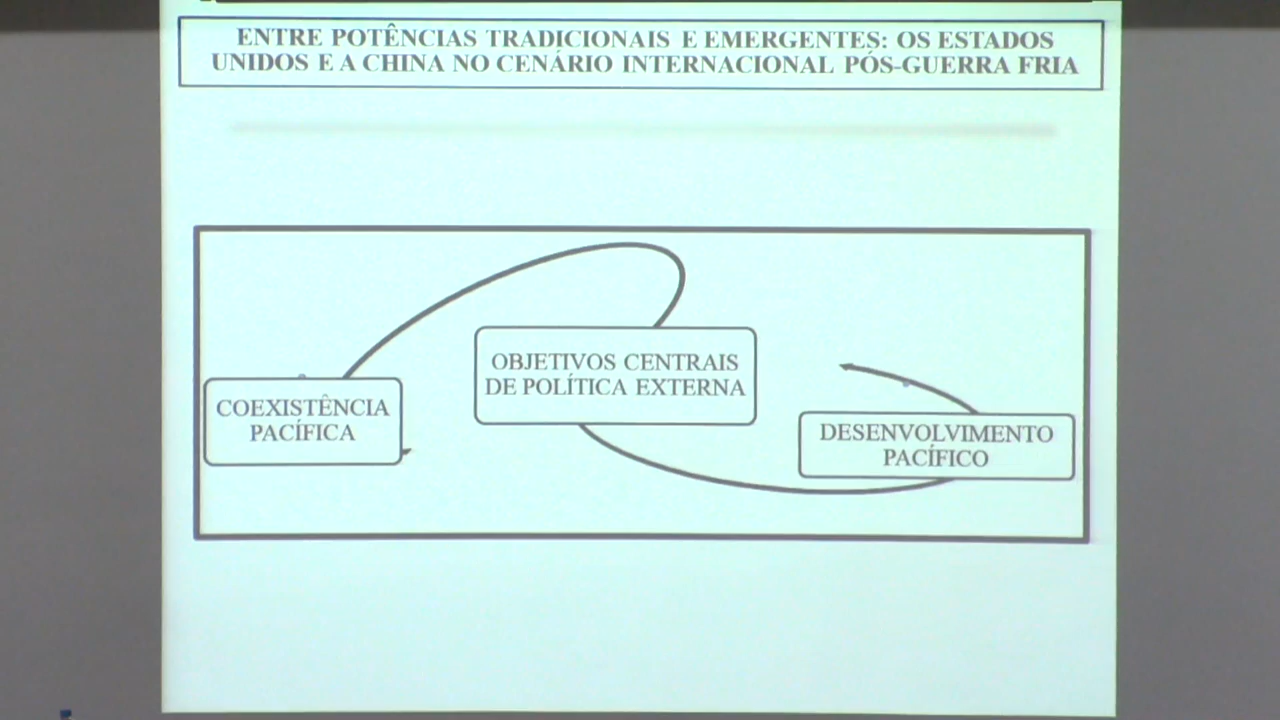 ENTRE POTÊNCIAS TRADICIONAIS E EMERGENTES: OS ESTADOS
UNIDOS E A CHINA NO CENÁRIO INTERNACIONAL PÓS-GUERRA FRIA
OBJETIVOS CENTRAIS
DE POLÍTICA EXTERNA
COEXISTÊNCIA
PACÍFICA
DESENVOLVIMENTO
PACÍFICO